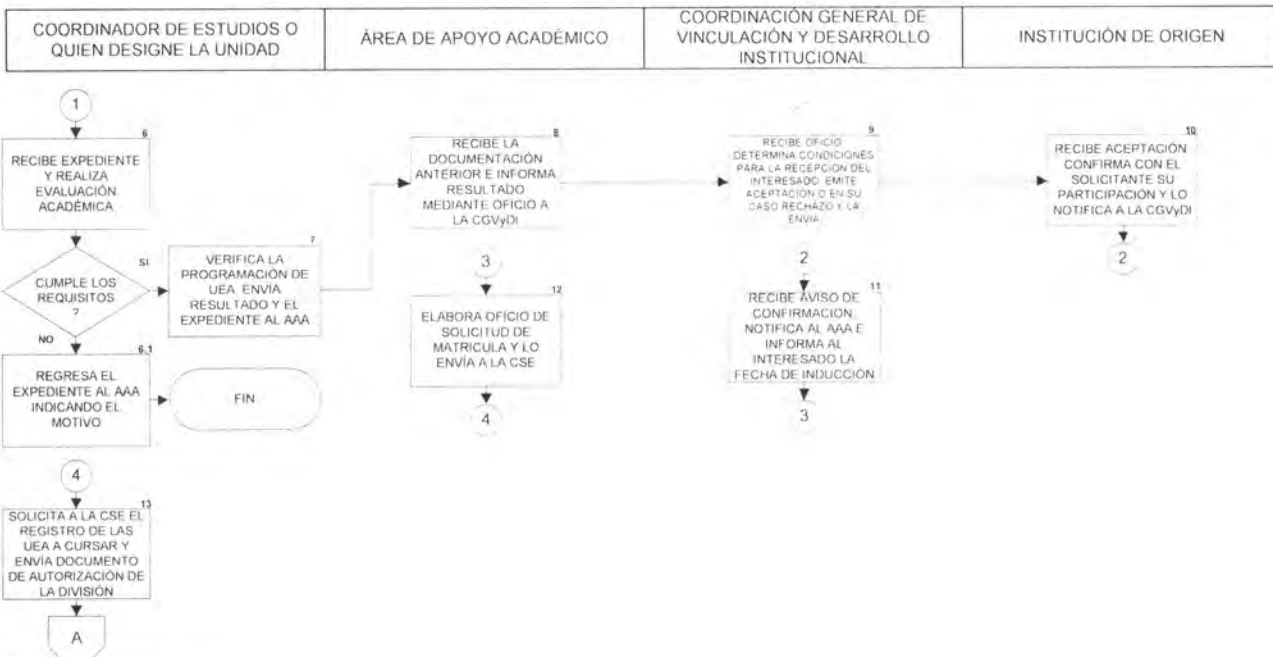 COORDINADOR DE ESTUDIOS O
QUIEN DESIGNE LA UNIDAD
ÁREA DE APOYO ACADÉMICO
COORDINACIÓN GENERAL DE
VINCULACIÓN Y DESARROLLO
INSTITUCIONAL
INSTITUCIÓN DE ORIGEN
1
6
RECIBE EXPEDIENTE
Y REALIZA
EVALUACIÓN
ACADÉMICA
CUMPLE LOS
REQUISITOS
?
SI
NO
7
VERIFICA LA
PROGRAMACIÓN DE
UEA, ENVÍA
RESULTADO Y EL
EXPEDIENTE AL AAA
6.1
REGRESA EL
EXPEDIENTE AL AAA
INDICANDO EL
MOTIVO
FIN
4
13
SOLICITA A LA CSE EL
REGISTRO DE LAS
UEA A CURSAR Y
ENVÍA DOCUMENTO
DE AUTORIZACIÓN DE
LA DIVISIÓN
A
8
RECIBE LA
DOCUMENTACIÓN
ANTERIOR E INFORMA
RESULTADO
MEDIANTE OFICIO A
LA CGVyDI
3
12
ELABORA OFICIO DE
SOLICITUD DE
MATRICULA Y LO
ENVÍA A LA CSE
4
9
RECIBE OFICIO
DETERMINA CONDICIONES
PARA LA RECEPCIÓN DEL
INTERESADO. EMITE
ACEPTACIÓN O EN SU
CASO RECHAZO Y LA
ENVIA
2
11
RECIBE AVISO DE
CONFIRMACION,
NOTIFICA AL AAA E
INFORMA AL
INTERESADO LA
FECHA DE INDUCCIÓN
3
10
RECIBE ACEPTACIÓN
CONFIRMA CON EL
SOLICITANTE SU
PARTICIPACIÓN Y LO
NOTIFICA A LA CGVyDI
2